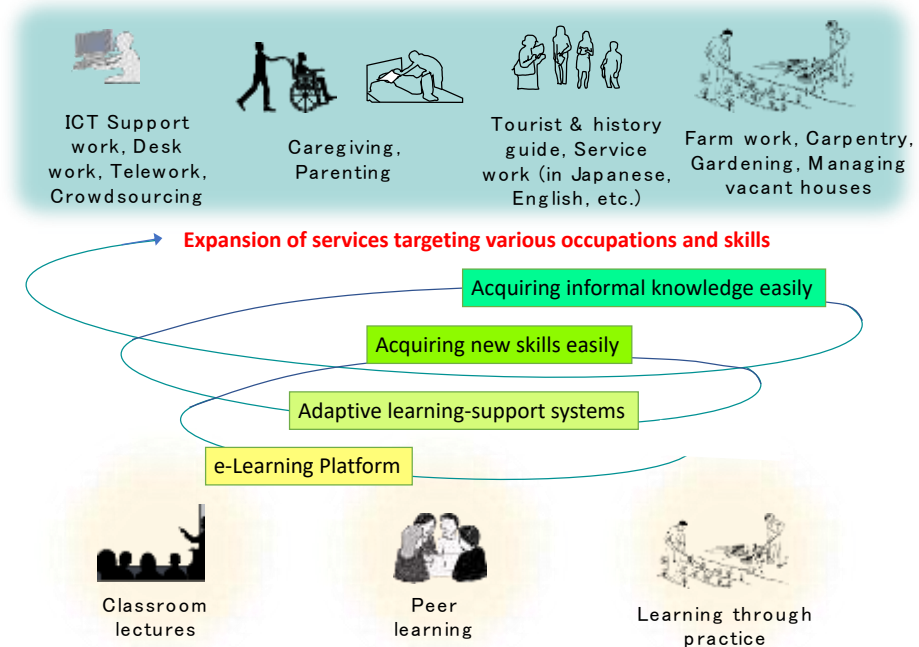 ICT Support
work, Desk
work, Telework,
Crowdsourcing
Caregiving,
Parenting
Tourist & history
guide, Service
work (in Japanese,
English, etc.)
Farm work, Carpentry,
Gardening, Managing
vacant houses
Expansion of services targeting various occupations and skills
Acquiring informal knowledge easily
Acquiring new skills easily
Adaptive learning-support systems
e-Learning Platform
Classroom
lectures
Peer
learning
Learning through
practice